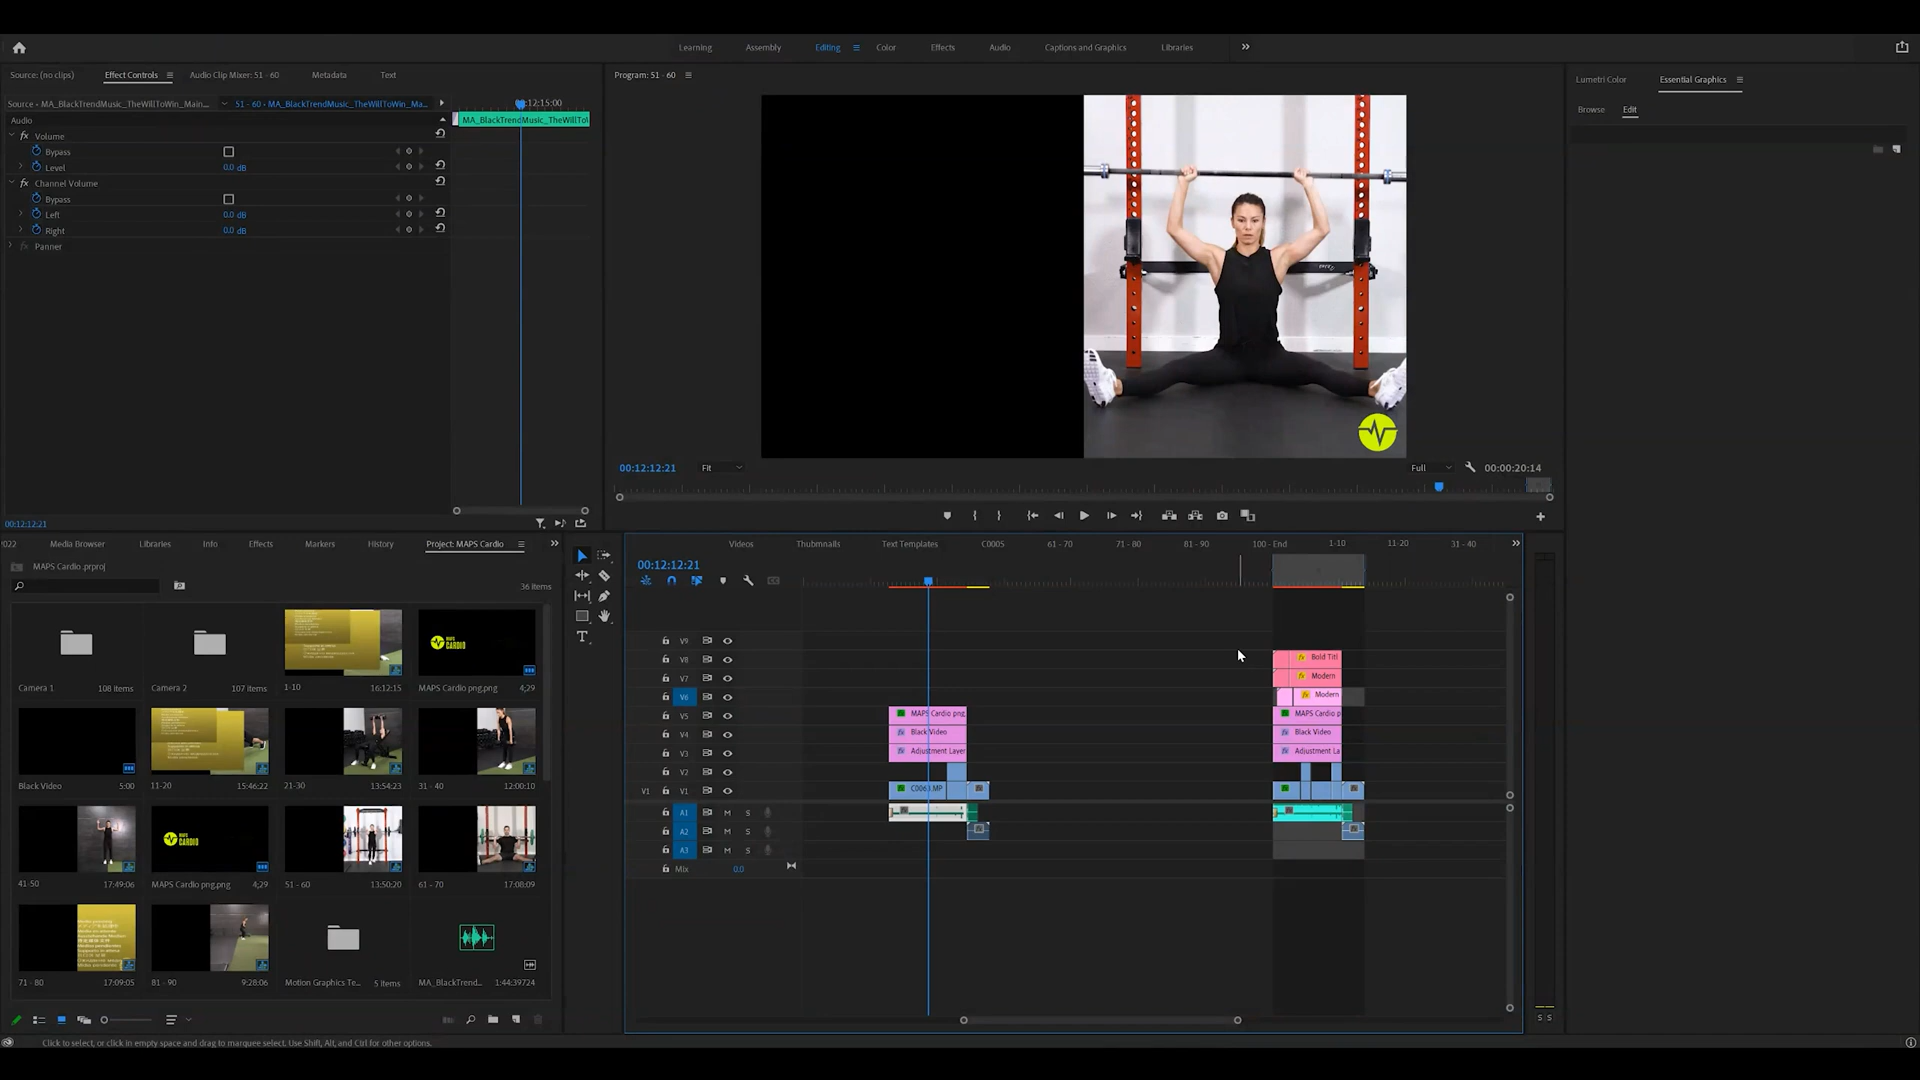 Learning Assembly Editing Color Effects Audio Captions and Graphics Libraries
Source: (no clips) Effect Controls Audio Clip Mixer: 51 - 60 Metadata Text
Source • MA_BlackTrendMusic_TheWillToWin_Main... 51 - 60 • MA_BlackTrendMusic_TheWillToWin_Ma...
:12:15:00
Audio
MA_BlackTrendMusic_TheWillToV
fx Volume
Bypass
Level 0.0 dB
fx Channel Volume
Bypass
Left 0.0 dB
Right 0.0 dB
fx Panner
00:12:12:21
Program: 51 - 60
00:12:12:21 Fit Full 00:00:20:14
Lumetri Color Essential Graphics
Browse Edit
2022 Media Browser Libraries Info Effects Markers History Project: MAPS Cardio
MAPS Cardio .prproj
36 items
MAPS
CARDIO
Camera 1 108 items
Camera 2 107 items
1-10 16:12:15
MAPS Cardio png.png 4;29
Black Video 5:00
11-20 15:46:22
21-30 13:54:23
31 - 40 12:00:10
MAPS
CARDIO
41-50 17:49:06
MAPS Cardio png.png 4;29
51 - 60 13:50:20
61 - 70 17:08:09
71 - 80 17:09:05
81 - 90 9:28:06
Motion Graphics Te... 5 items
MA_BlackTrend... 1:44:39724
Videos Thubmnails Text Templates C0005 61 - 70 71 - 80 81 - 90 100 - End 1-10 11-20 31 - 40
00:12:12:21
V9
V8
V7
V6
V5
V4
V3
V2
V1 V1
A1 M S
A2 M S
A3 M S
Mix 0.0
MAPS Cardio png.
Black Video
Adjustment Layer
C0063.MP
Bold Titl
Modern
Modern
MAPS Cardio p
Black Video
Adjustment La
S S
Click to select, or click in empty space and drag to marquee select. Use Shift, Alt, and Ctrl for other options.